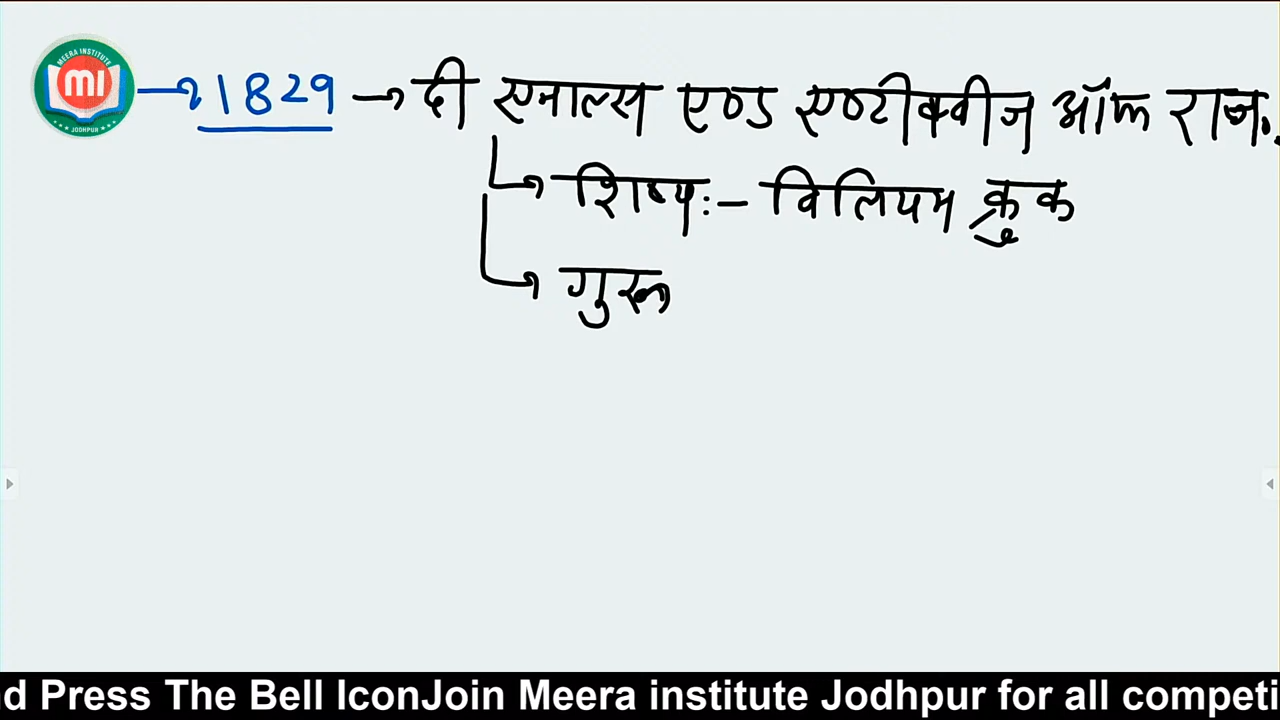 MEERA INSTITUTE
MI
JODHPUR
1829 → दी एनाल्स एण्ड एण्टीक्वीज ऑफ राज.
→ शिष्य:- विलियम क्रुक
→ गुरू
nd Press The Bell IconJoin Meera institute Jodhpur for all competi